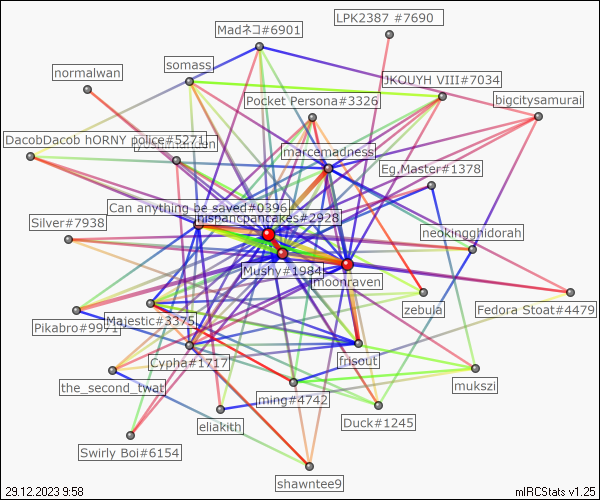 LPK2387 #7690
Madネコ#6901
somass
normalwan
JKOUYH VIII#7034
bigcitysamurai
Pocket Persona#3326
DacobDacob hORNY police#5271
marcemadness
Eg.Master#1378
Can anything be saved#0396
hispancpancakes#2928
Silver#7938
neokingghidorah
Mushy#1984
moonraven
Fedora Stoat#4479
zebula
Pikabro#9971
Majestic#3375
Cypha#1717
frisout
the_second_twat
mukszi
ming#4742
eliakith
Duck#1245
Swirly Boi#6154
shawntee9
29.12.2023 9:58
mIRCStats v1.25